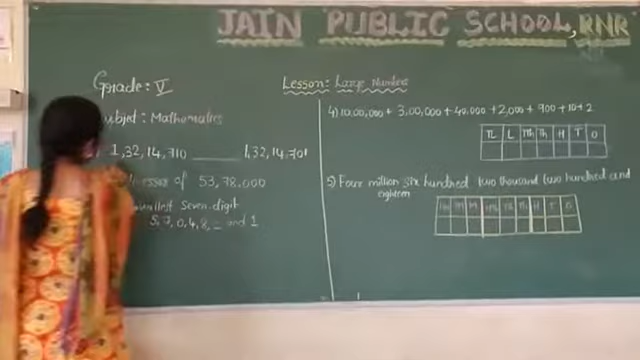 JAIN PUBLIC SCHOOL, RNR
Grade: V
Lesson: Large Numbers
Subject: Mathematics
1,32,14,710 ____ 1,32,14,701
of 53,78,000
smallest Seven-digit
5, 7, 0, 4, 8, _ and 1
4) 10,00,000 + 3,00,000 + 40,000 + 2,000 + 900 + 10 + 2
TL L TTh Th H T O
5) Four million six hundred two thousand two hundred and
eighteen